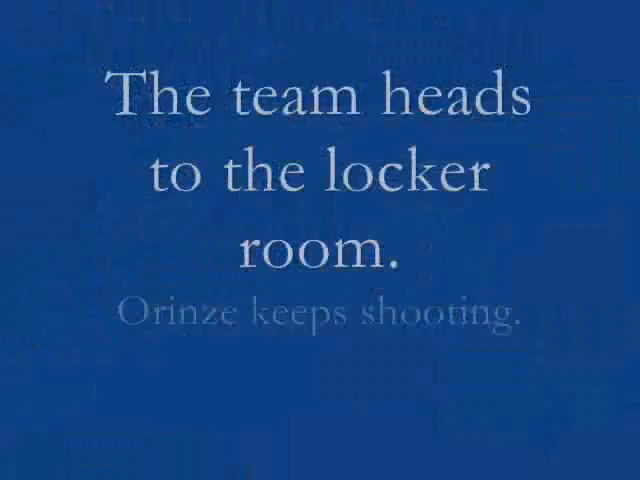 The team heads
to the locker
room.
Orinze keeps shooting.